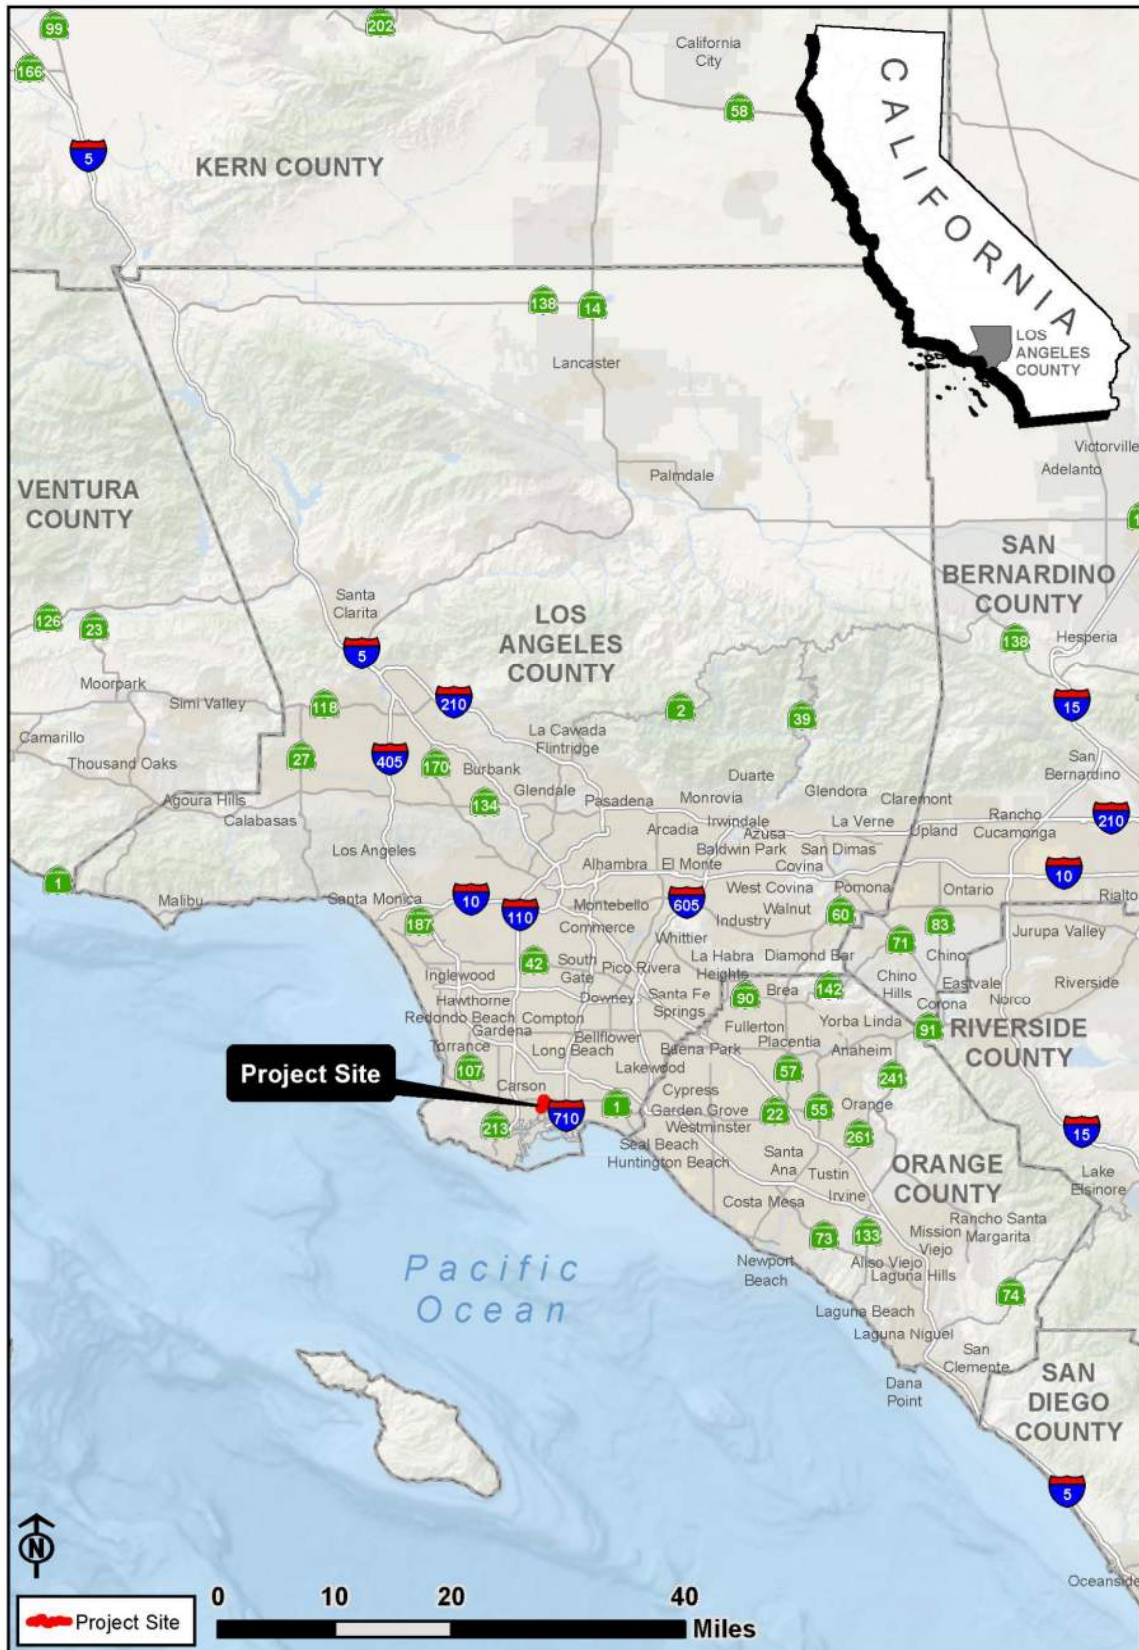 99
202
California
City
166
58
5
KERN COUNTY
CALIFORNIA
138
14
LOS
ANGELES
COUNTY
Lancaster
Victorville
Adelanto
Palmdale
VENTURA
COUNTY
SAN
BERNARDINO
COUNTY
Santa
Clarita
LOS
ANGELES
COUNTY
126
23
138
Hesperia
5
Moorpark
Simi Valley
118
210
2
39
15
Camarillo
La Cawada
Flintridge
Thousand Oaks
27
405
170
Burbank
San
Bernardino
Duarte
Agoura Hills
134
Glendale
Pasadena
Monrovia
Glendora
Claremont
Calabasas
Arcadia
Irwindale
Azusa
La Verne
Upland
Rancho
Cucamonga
210
Los Angeles
Baldwin Park
San Dimas
Alhambra
El Monte
Covina
1
Malibu
Santa Monica
10
110
Montebello
605
West Covina
Pomona
Ontario
10
Rialto
187
Commerce
Industry
Walnut
60
71
83
Jurupa Valley
Whittier
42
South
Gate
Pico Rivera
La Habra
Heights
Diamond Bar
Chino
Inglewood
Chino
Hills
Eastvale
Riverside
Hawthorne
Downey
Santa Fe
Springs
90
Brea
142
Corona
Norco
Redondo Beach
Gardena
Compton
Fullerton
Yorba Linda
91
RIVERSIDE
COUNTY
Torrance
Long Beach
Bellflower
Buena Park
Placentia
Anaheim
Project Site
107
Carson
Lakewood
Cypress
57
241
213
710
1
Garden Grove
22
55
Orange
Westminster
261
15
Seal Beach
Huntington Beach
Santa
Ana
Tustin
ORANGE
COUNTY
Lake
Elsinore
Costa Mesa
Irvine
Rancho Santa
Margarita
73
133
Mission
Viejo
Newport
Beach
Aliso Viejo
Laguna Hills
Pacific
Ocean
74
Laguna Beach
Laguna Niguel
San
Clemente
Dana
Point
SAN
DIEGO
COUNTY
5
N
Oceanside
Project Site
0 10 20 40
Miles